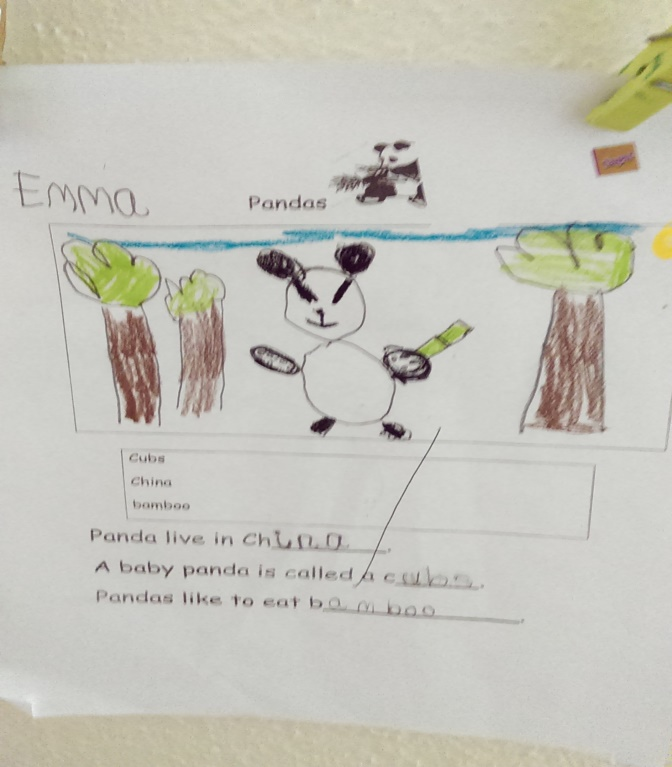 Emma
Pandas
Cubs
China
bamboo
Panda live in China.
A baby panda is called a cubs.
Pandas like to eat bamboo.